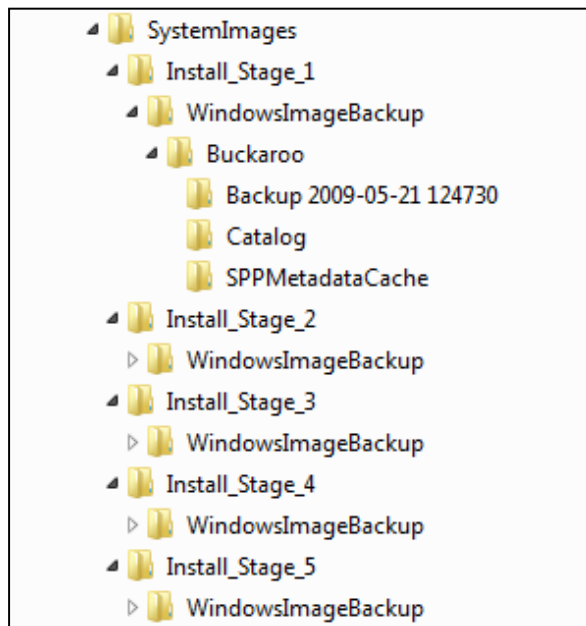 SystemImages
Install_Stage_1
WindowsImageBackup
Buckaroo
Backup 2009-05-21 124730
Catalog
SPPMetadataCache
Install_Stage_2
WindowsImageBackup
Install_Stage_3
WindowsImageBackup
Install_Stage_4
WindowsImageBackup
Install_Stage_5
WindowsImageBackup